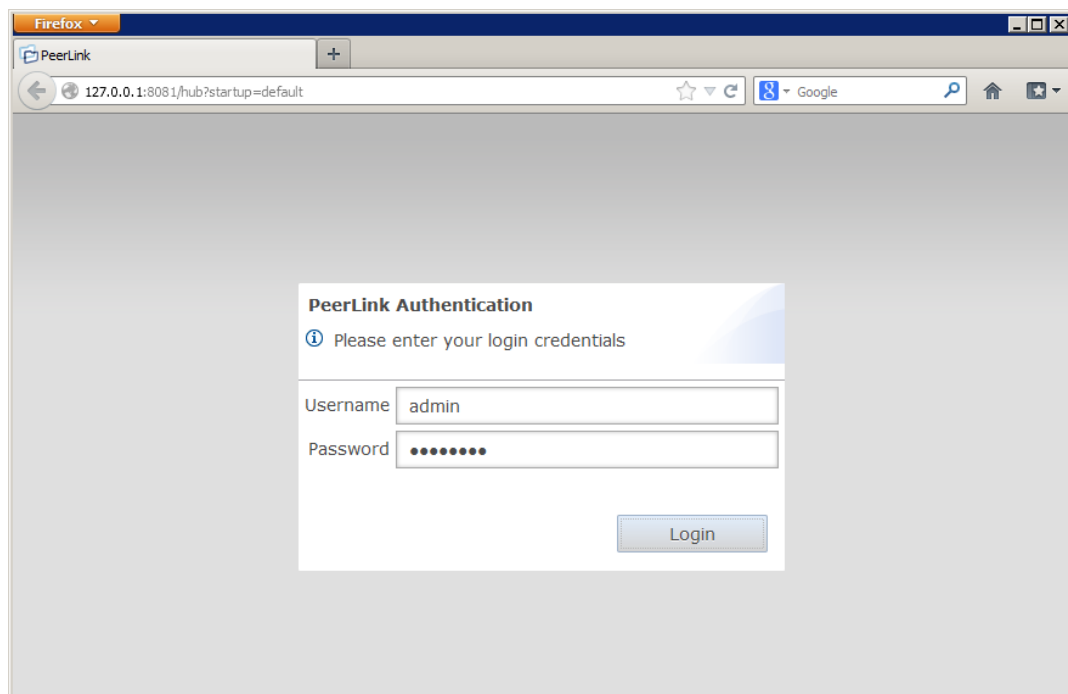 Firefox
PeerLink
127.0.0.1:8081/hub?startup=default
Google
PeerLink Authentication
Please enter your login credentials
Username admin
Password ••••••••
Login